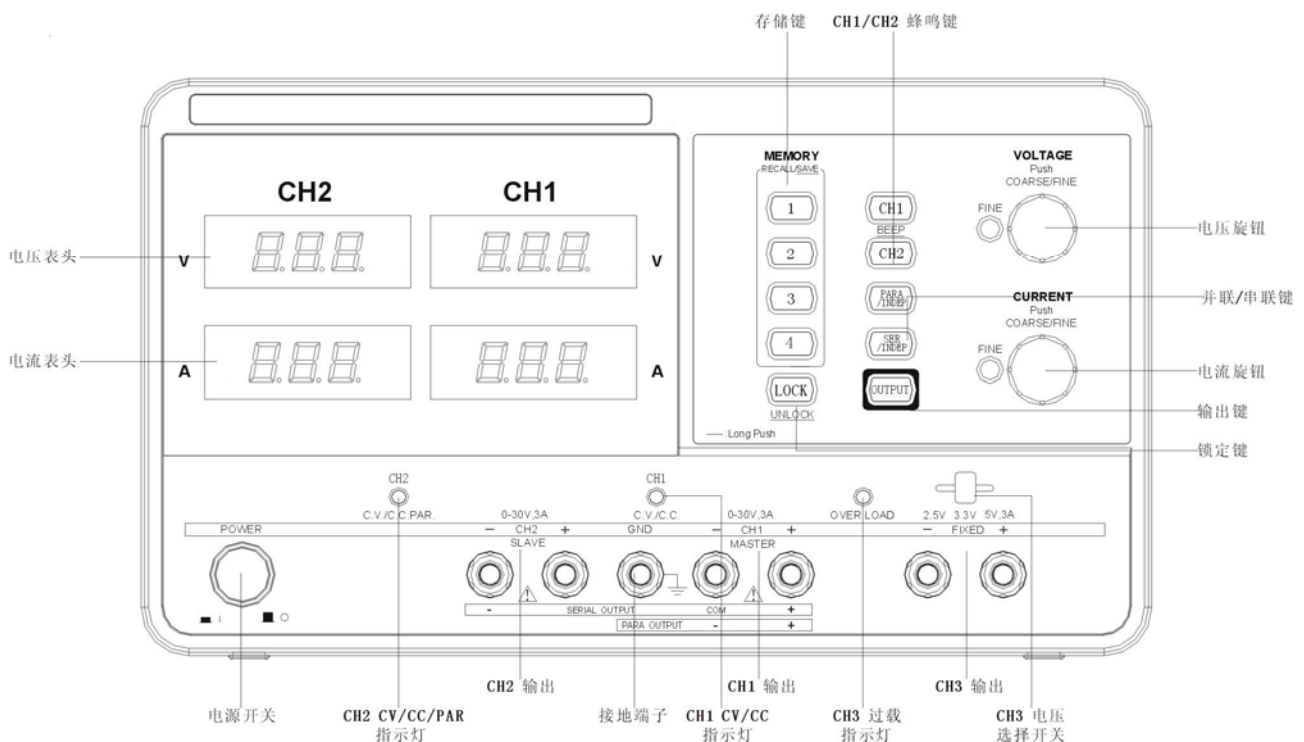 存储键
CH1/CH2 蜂鸣键
MEMORY
RECALL/SAVE
VOLTAGE
Push
COARSE/FINE
CH2
CH1
1
CH1
FINE
BEEP
电压旋钮
2
CH2
电压表头
V
V
3
PARA
/INDEP
CURRENT
Push
COARSE/FINE
并联/串联键
4
SER
/INDEP
FINE
电流表头
A
A
电流旋钮
LOCK
OUTPUT
UNLOCK
输出键
:Long Push
锁定键
CH2
CH1
C.V./C.C.PAR.
0-30V,3A
C.V./C.C.
0-30V,3A
OVER LOAD
2.5V 3.3V 5V,3A
POWER
- CH2 +
GND
- CH1 +
- FIXED +
SLAVE
MASTER
- SERIAL OUTPUT COM +
PARA OUTPUT - +
CH2 输出
CH1 输出
CH3 输出
电源开关
CH2 CV/CC/PAR
指示灯
接地端子
CH1 CV/CC
指示灯
CH3 过载
指示灯
CH3 电压
选择开关